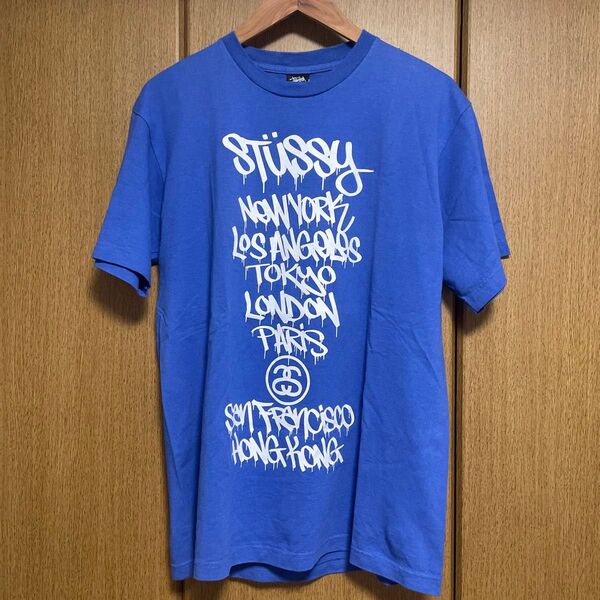 STÜSSY
NEW YORK
LOS ANGELES
TOKYO
LONDON
PARIS
SAN FRANCISCO
HONG KONG